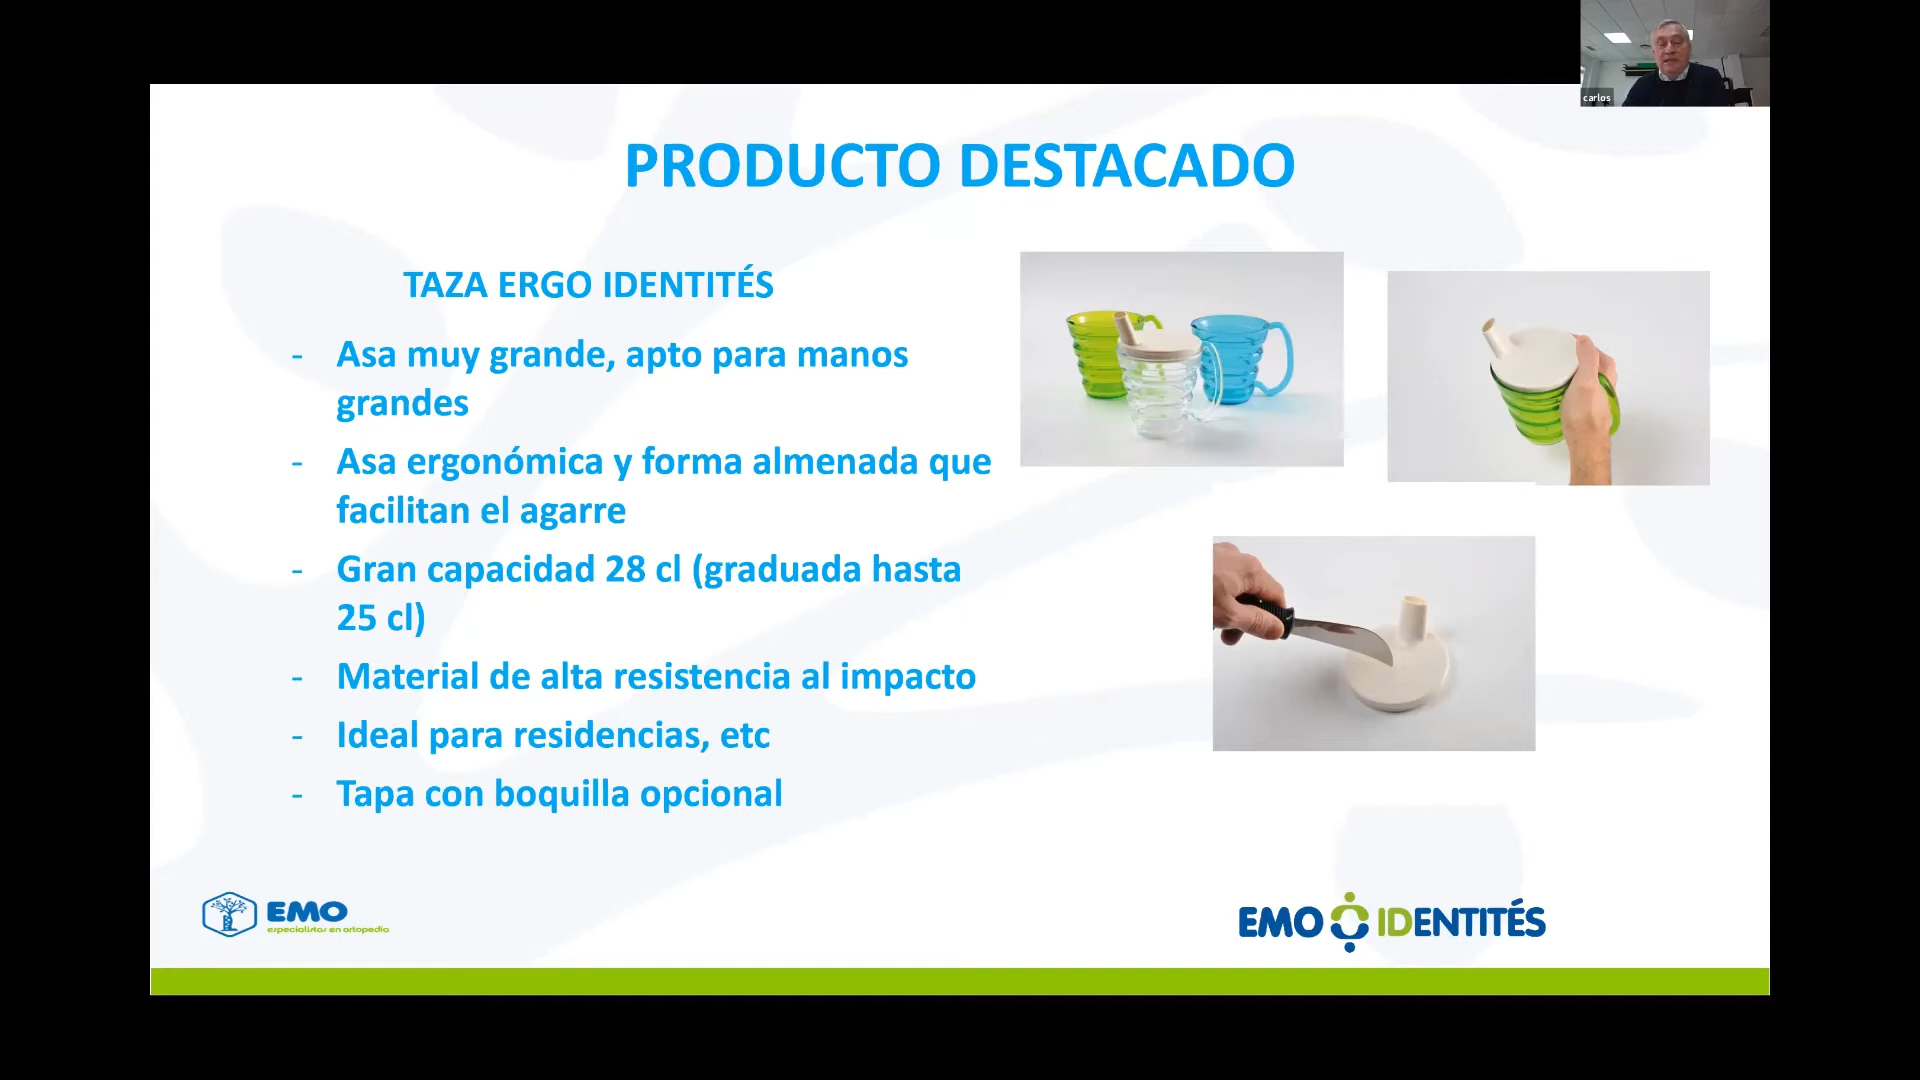 carlos
PRODUCTO DESTACADO
TAZA ERGO IDENTITÉS
- Asa muy grande, apto para manos
grandes
- Asa ergonómica y forma almenada que
facilitan el agarre
- Gran capacidad 28 cl (graduada hasta
25 cl)
- Material de alta resistencia al impacto
- Ideal para residencias, etc
- Tapa con boquilla opcional
EMO
especialistas en ortopedia
EMO IDENTITÉS